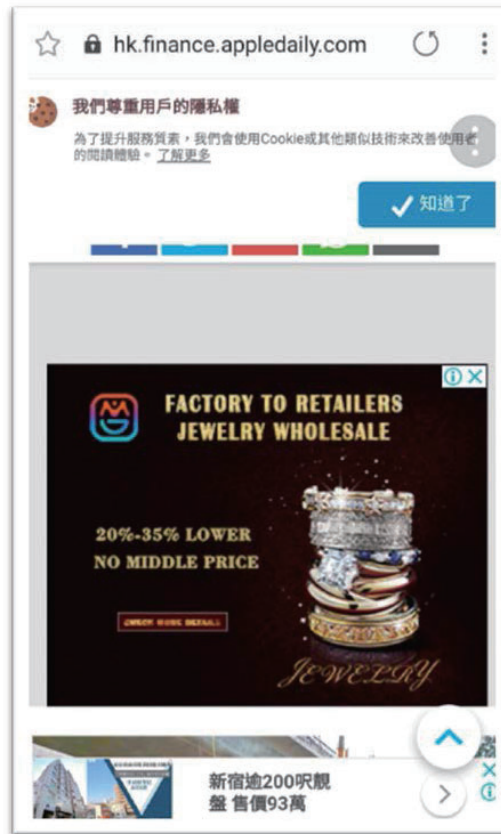 hk.finance.appledaily.com
我們尊重用戶的隱私權
為了提升服務質素，我們會使用Cookie或其他類似技術來改善使用者
的閱讀體驗。了解更多
知道了
FACTORY TO RETAILERS
JEWELRY WHOLESALE
20%-35% LOWER
NO MIDDLE PRICE
CHECK MORE DETAILS
JEWELRY
新宿逾200呎靚
盤 售價93萬